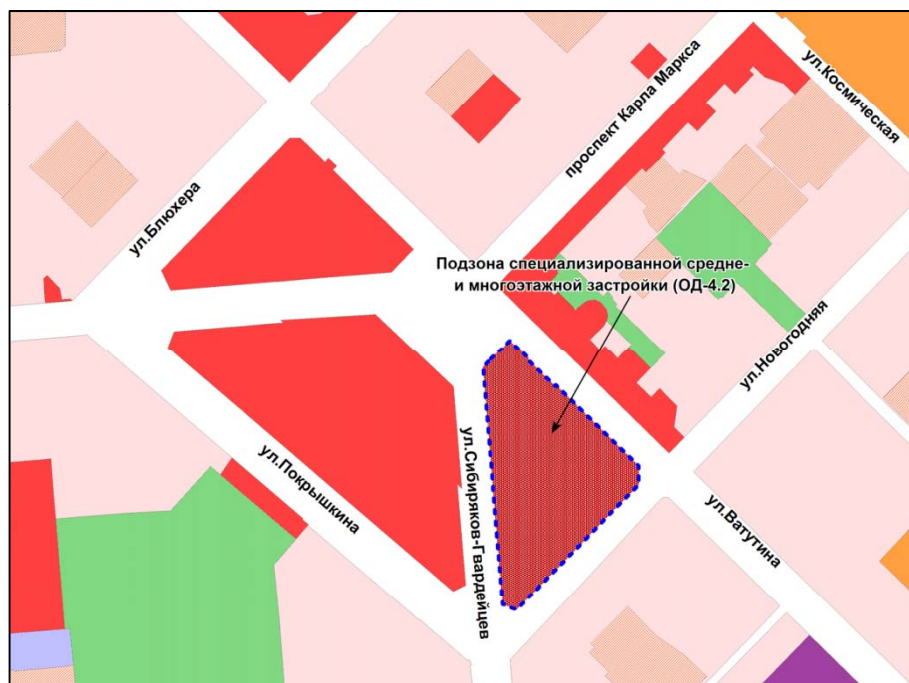 проспект Карла Маркса
ул.Космическая
ул.Блюхера
Подзона специализированной средне-
и многоэтажной застройки (ОД-4.2)
ул.Новогодняя
ул.Покрышкина
ул.Сибиряков-Гвардейцев
ул.Ватутина